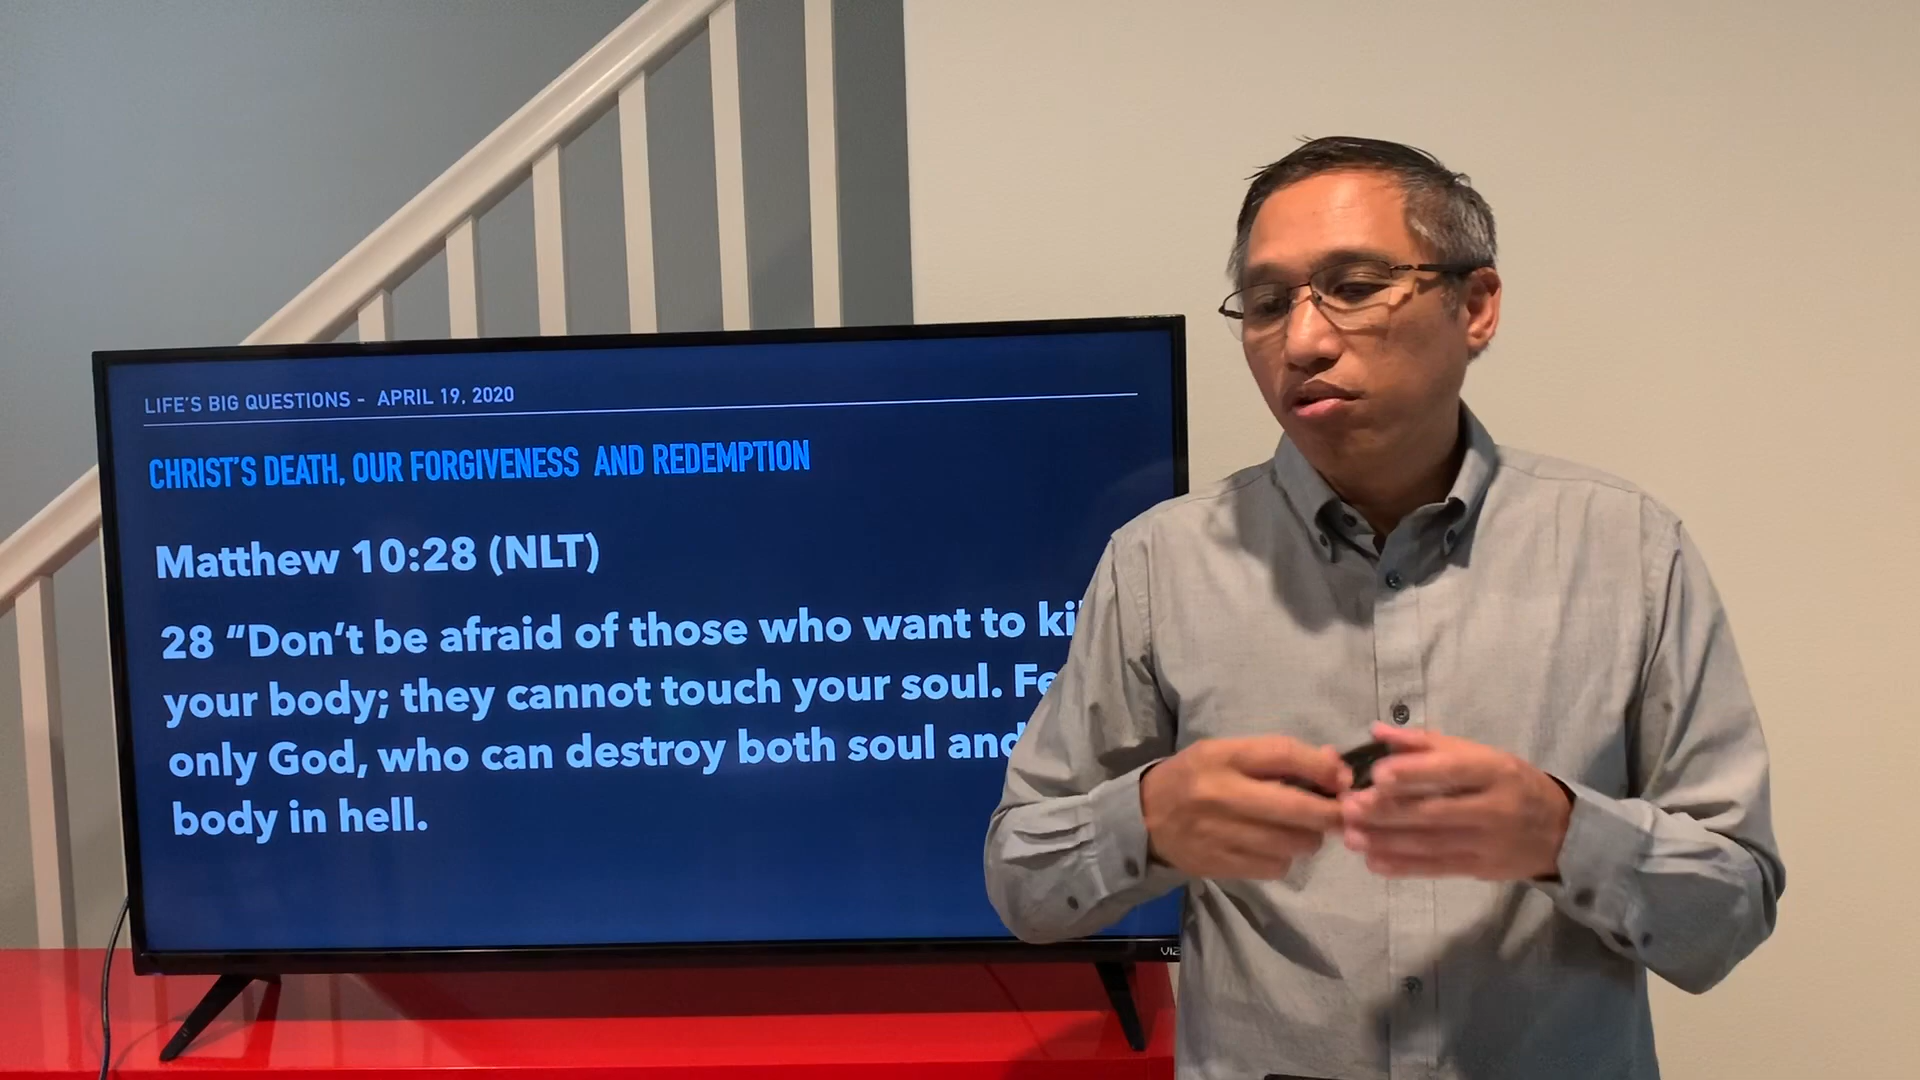 LIFE'S BIG QUESTIONS - APRIL 19, 2020
CHRIST'S DEATH, OUR FORGIVENESS AND REDEMPTION
Matthew 10:28 (NLT)
28 “Don’t be afraid of those who want to
your body; they cannot touch your soul.
only God, who can destroy both soul and
body in hell.